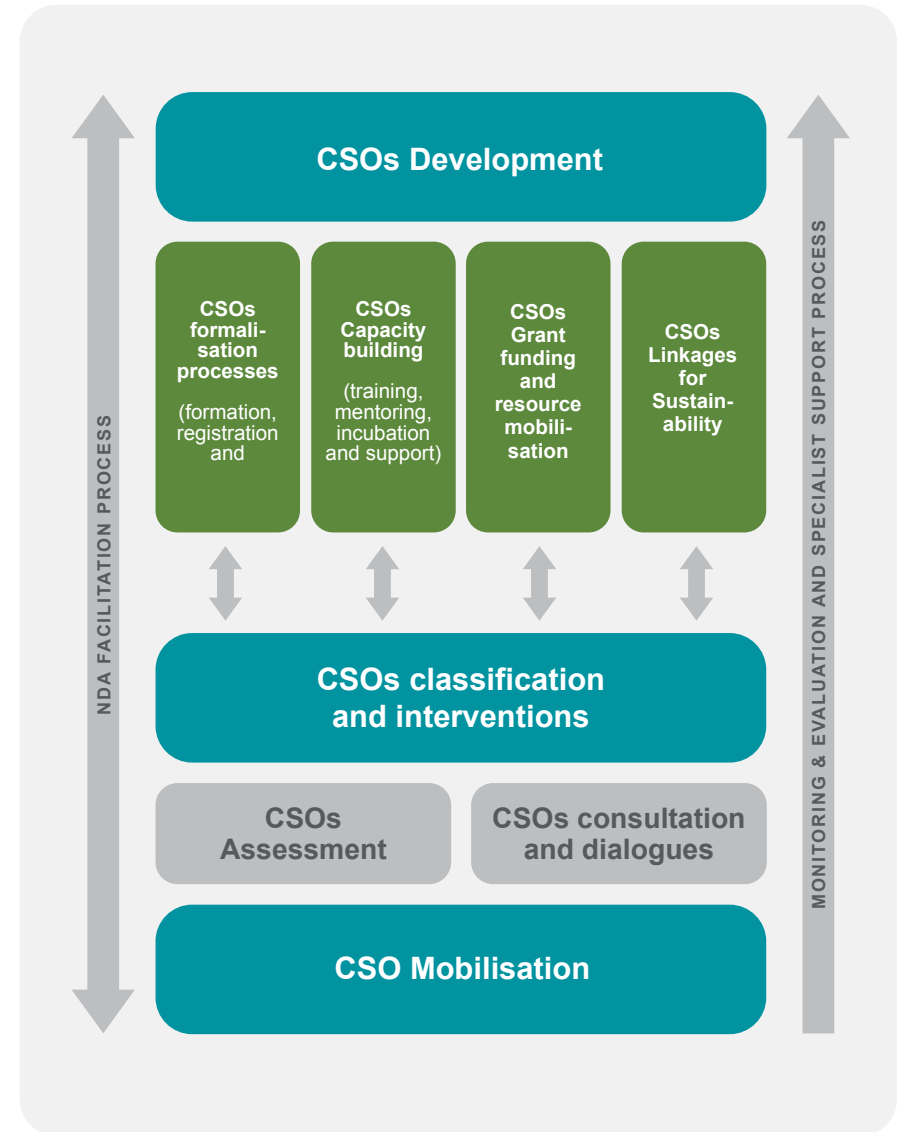 CSOs Development
NDA FACILITATION PROCESS
MONITORING & EVALUATION AND SPECIALIST SUPPORT PROCESS
CSOs
formali-
sation
processes
(formation,
registration
and
CSOs
Capacity
building
(training,
mentoring,
incubation
and support)
CSOs
Grant
funding
and
resource
mobili-
sation
CSOs
Linkages
for
Sustain-
ability
CSOs classification
and interventions
CSOs
Assessment
CSOs consultation
and dialogues
CSO Mobilisation